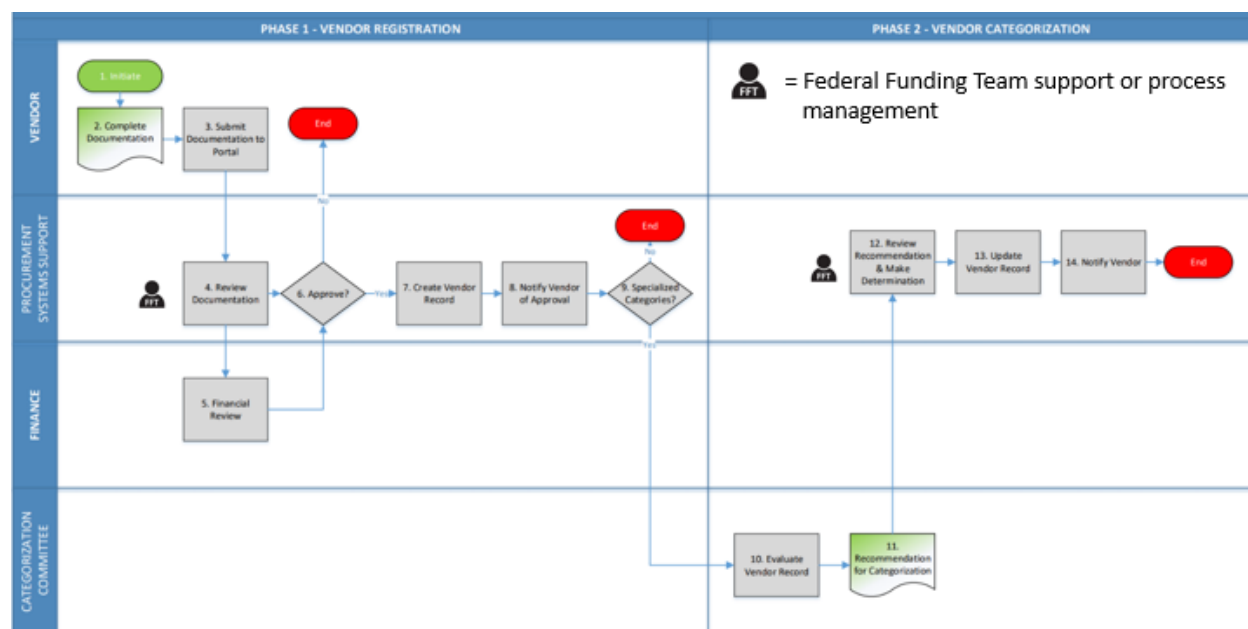 PHASE 1 - VENDOR REGISTRATION
PHASE 2 - VENDOR CATEGORIZATION
VENDOR
1. Initiate
2. Complete
Documentation
3. Submit
Documentation to
Portal
End
FFT
= Federal Funding Team support or process
management
No
PROCUREMENT
SYSTEMS SUPPORT
FFT
4. Review
Documentation
6. Approve?
Yes
7. Create Vendor
Record
8. Notify Vendor
of Approval
End
No
9. Specialized
Categories?
Yes
FFT
12. Review
Recommendation
& Make
Determination
13. Update
Vendor Record
14. Notify Vendor
End
FINANCE
5. Financial
Review
CATEGORIZATION
COMMITTEE
10. Evaluate
Vendor Record
11.
Recommendation
for Categorization